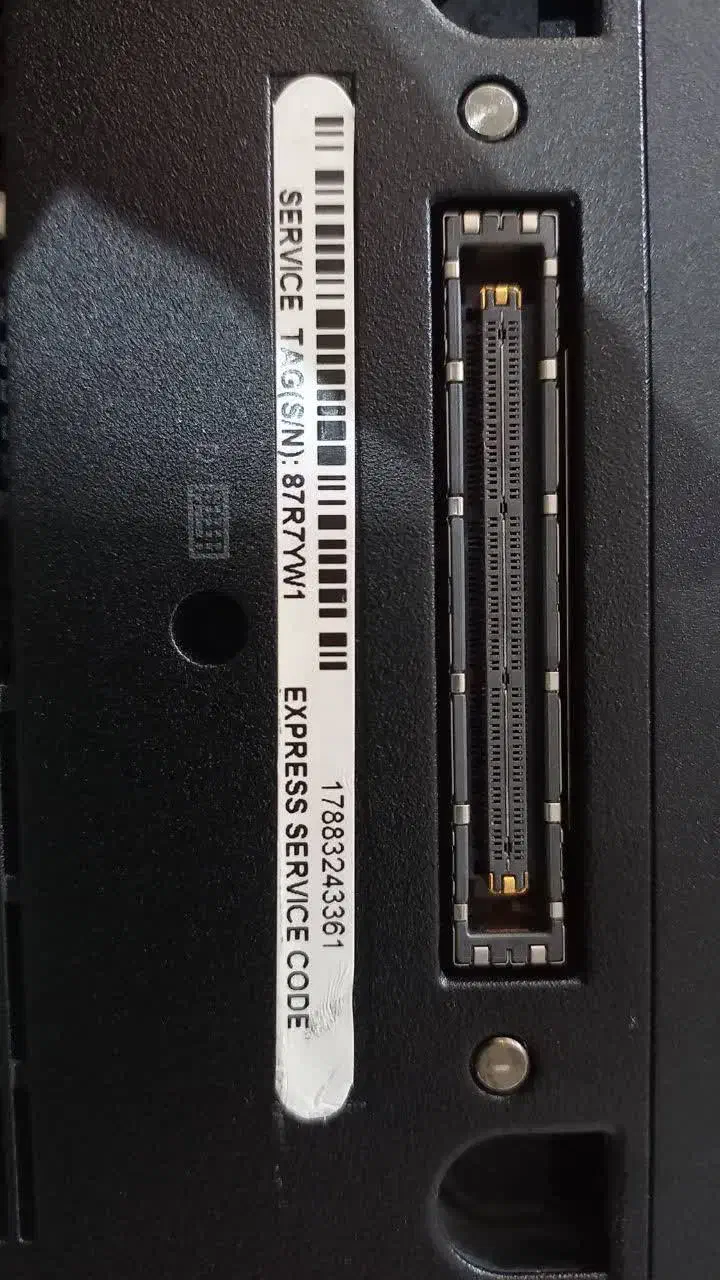 SERVICE TAG(S/N): 87R7YW1
17883243361
EXPRESS SERVICE CODE